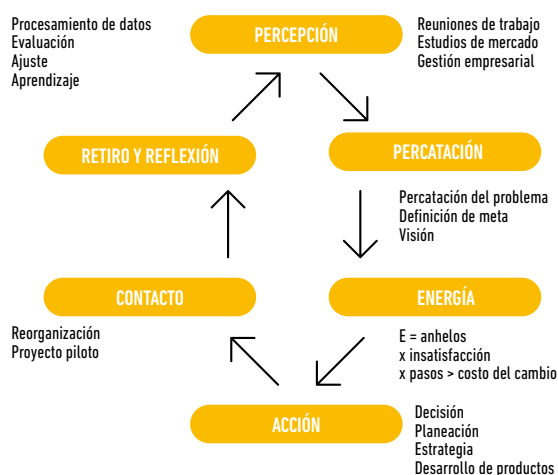 Procesamiento de datos
Evaluación
Ajuste
Aprendizaje
PERCEPCIÓN
Reuniones de trabajo
Estudios de mercado
Gestión empresarial
RETIRO Y REFLEXIÓN
PERCATACIÓN
Percatación del problema
Definición de meta
Visión
CONTACTO
ENERGÍA
Reorganización
Proyecto piloto
E = anhelos
x insatisfacción
x pasos > costo del cambio
ACCIÓN
Decisión
Planeación
Estrategia
Desarrollo de productos